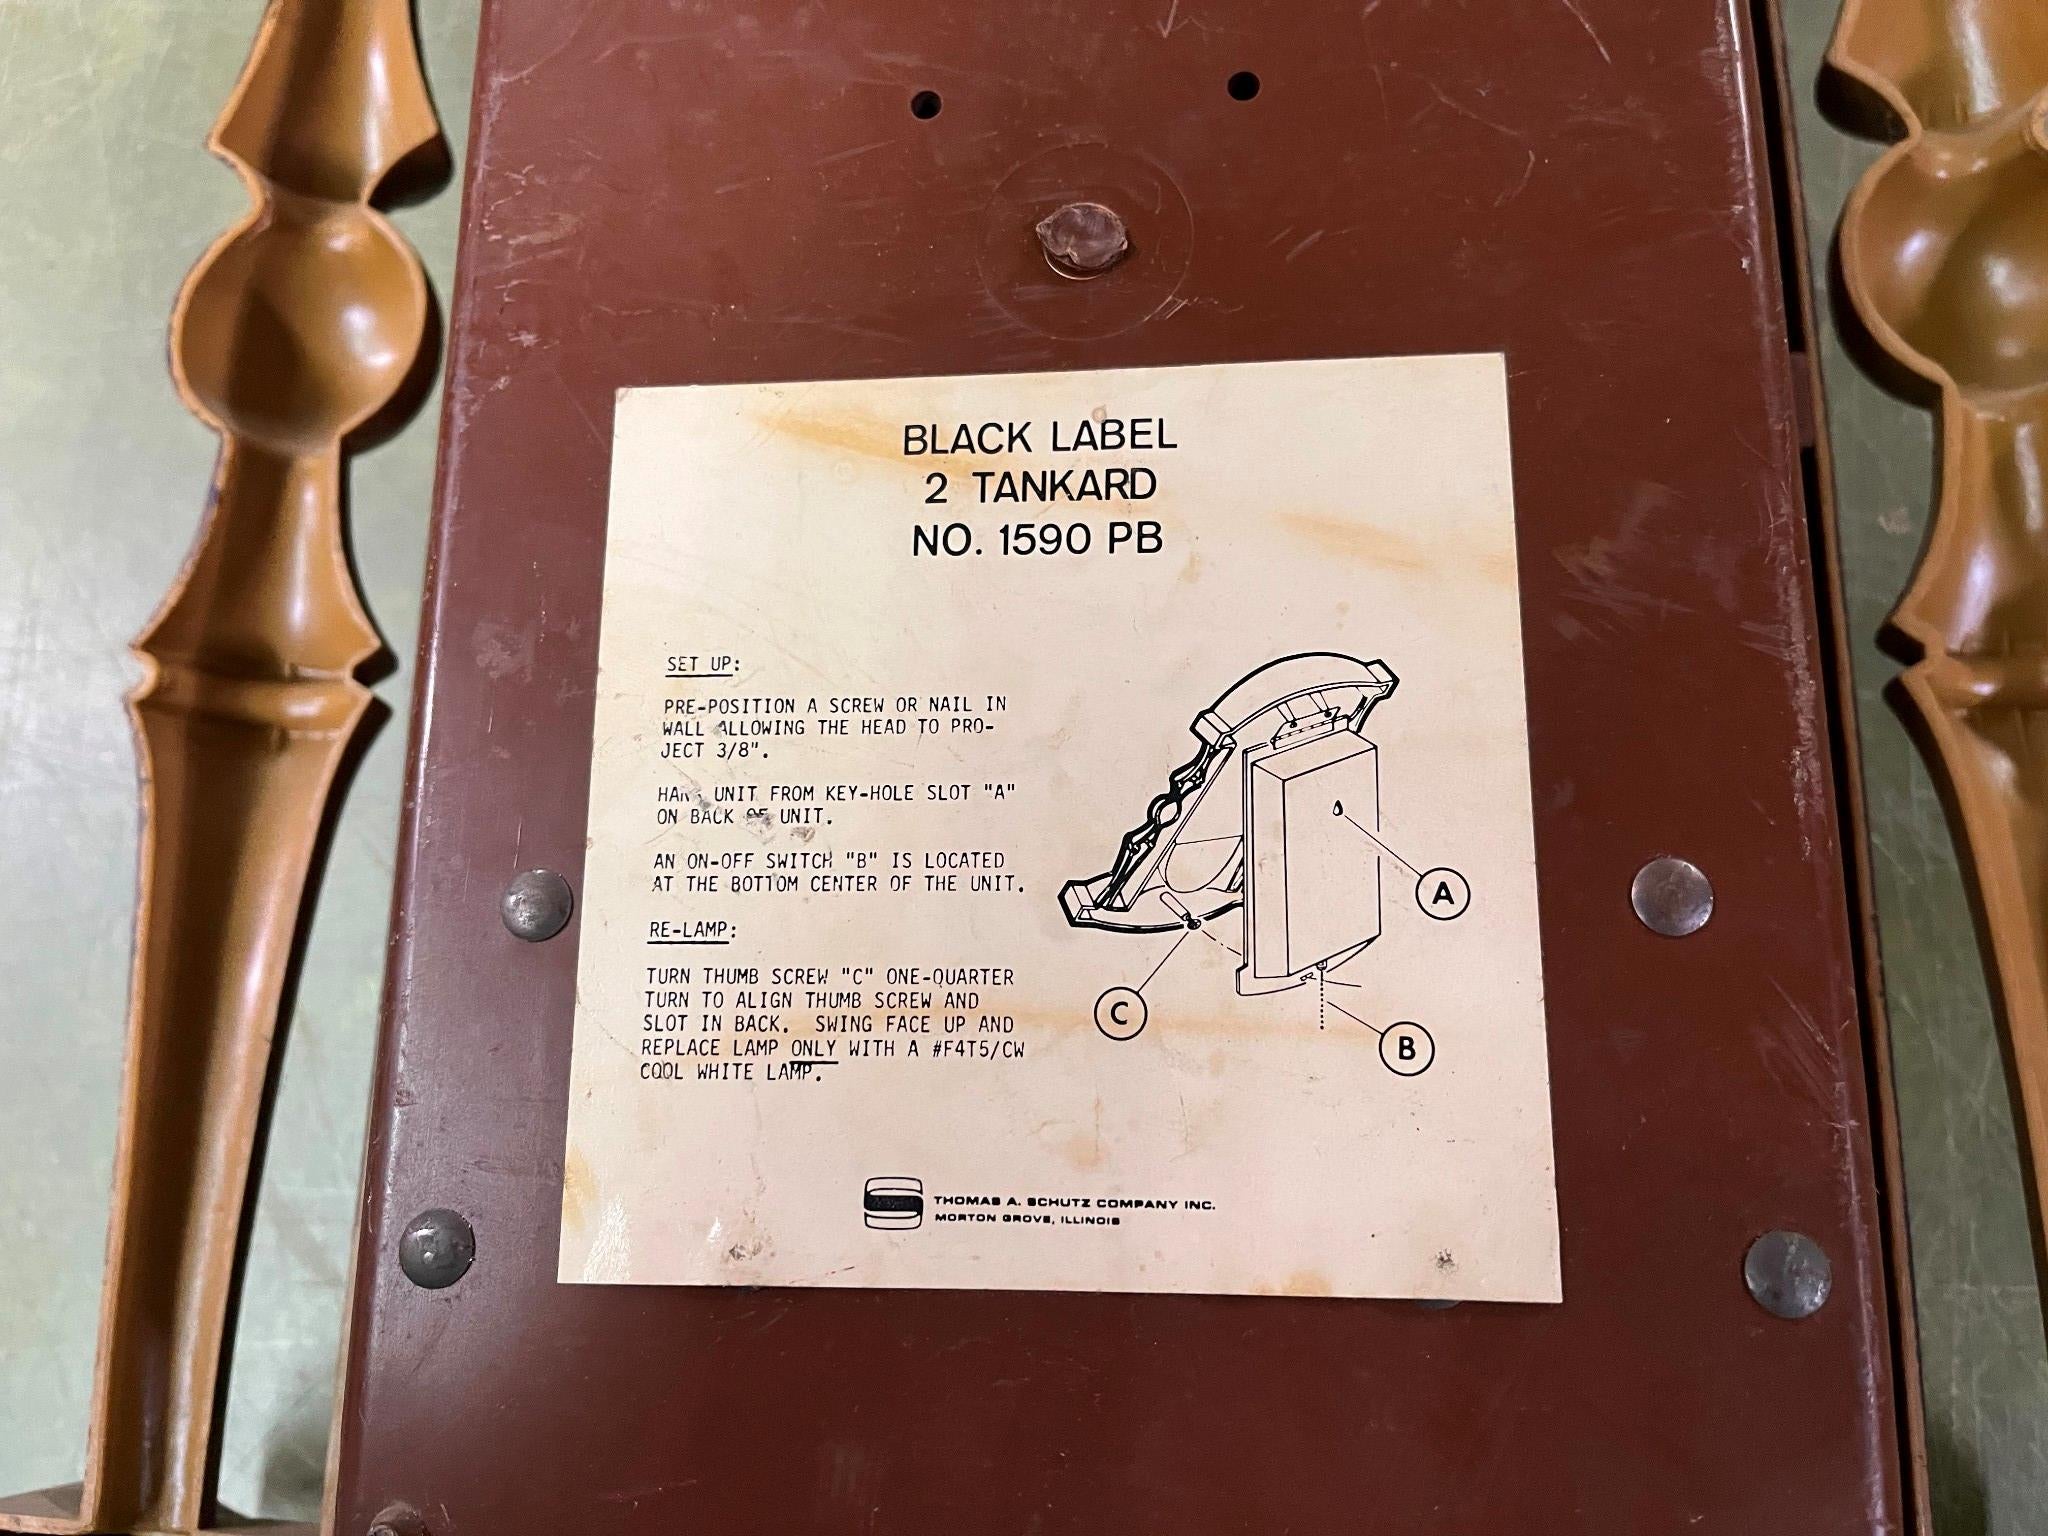 BLACK LABEL
2 TANKARD
NO. 1590 PB
SET UP:
PRE-POSITION A SCREW OR NAIL IN
WALL ALLOWING THE HEAD TO PRO-
JECT 3/8".
HANG UNIT FROM KEY-HOLE SLOT "A"
ON BACK OF UNIT.
AN ON-OFF SWITCH "B" IS LOCATED
AT THE BOTTOM CENTER OF THE UNIT.
RE-LAMP:
TURN THUMB SCREW "C" ONE-QUARTER
TURN TO ALIGN THUMB SCREW AND
SLOT IN BACK. SWING FACE UP AND
REPLACE LAMP ONLY WITH A #F4T5/CW
COOL WHITE LAMP.
A
C
B
THOMAS A. SCHUTZ COMPANY INC.
MORTON GROVE, ILLINOIS